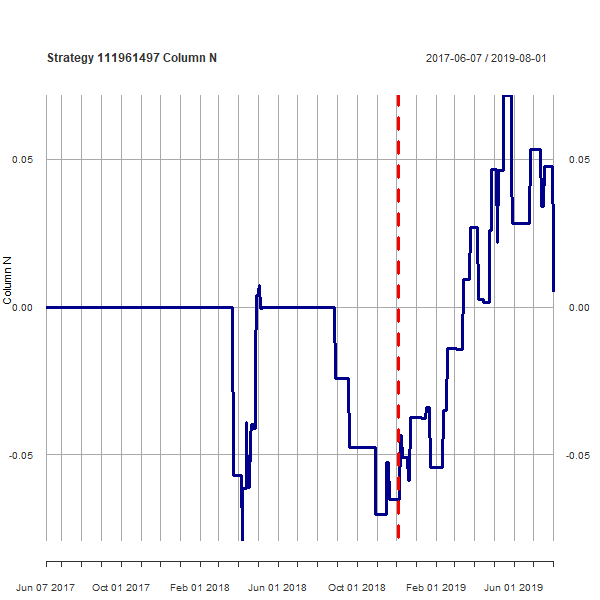 Strategy 111961497 Column N
2017-06-07 / 2019-08-01
0.05
0.05
Column N
0.00
0.00
-0.05
-0.05
Jun 07 2017
Oct 01 2017
Feb 01 2018
Jun 01 2018
Oct 01 2018
Feb 01 2019
Jun 01 2019